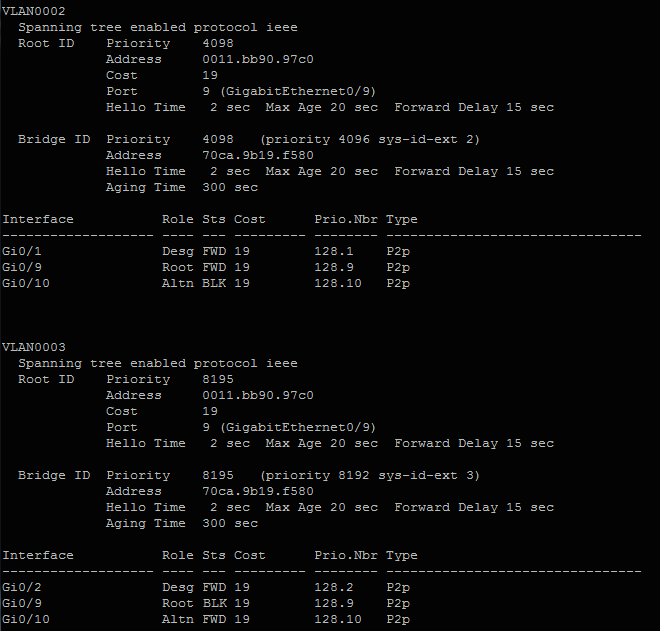 VLAN0002
  Spanning tree enabled protocol ieee
  Root ID    Priority    4098
             Address     0011.bb90.97c0
             Cost        19
             Port        9 (GigabitEthernet0/9)
             Hello Time   2 sec  Max Age 20 sec  Forward Delay 15 sec

  Bridge ID  Priority    4098   (priority 4096 sys-id-ext 2)
             Address     70ca.9b19.f580
             Hello Time   2 sec  Max Age 20 sec  Forward Delay 15 sec
             Aging Time  300 sec

Interface           Role Sts Cost      Prio.Nbr Type
------------------- ---- --- --------- -------- --------------------------------
Gi0/1               Desg FWD 19        128.1    P2p
Gi0/9               Root FWD 19        128.9    P2p
Gi0/10              Altn BLK 19        128.10   P2p

VLAN0003
  Spanning tree enabled protocol ieee
  Root ID    Priority    8195
             Address     0011.bb90.97c0
             Cost        19
             Port        9 (GigabitEthernet0/9)
             Hello Time   2 sec  Max Age 20 sec  Forward Delay 15 sec

  Bridge ID  Priority    8195   (priority 8192 sys-id-ext 3)
             Address     70ca.9b19.f580
             Hello Time   2 sec  Max Age 20 sec  Forward Delay 15 sec
             Aging Time  300 sec

Interface           Role Sts Cost      Prio.Nbr Type
------------------- ---- --- --------- -------- --------------------------------
Gi0/2               Desg FWD 19        128.2    P2p
Gi0/9               Root BLK 19        128.9    P2p
Gi0/10              Altn FWD 19        128.10   P2p